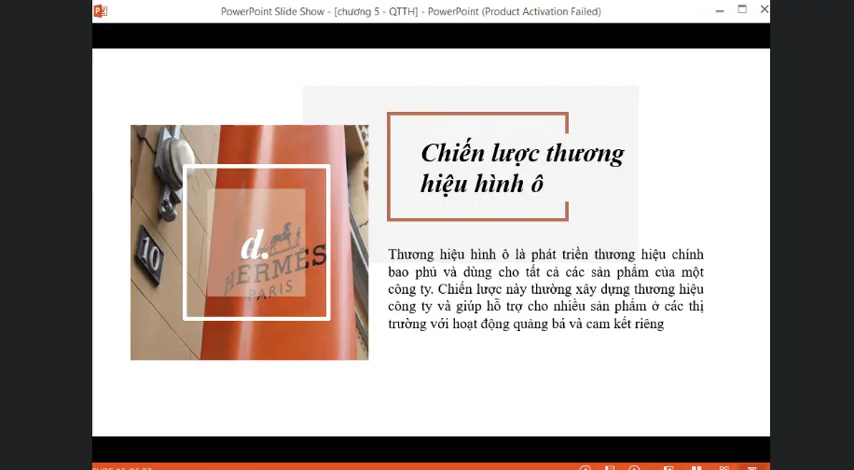 PowerPoint Slide Show - [chương 5 - QTTH] - PowerPoint (Product Activation Failed)
Chiến lược thương
hiệu hình ô
d.
10
HERMES
PARIS
Thương hiệu hình ô là phát triển thương hiệu chính
bao phủ và dùng cho tất cả các sản phẩm của một
công ty. Chiến lược này thường xây dựng thương hiệu
công ty và giúp hỗ trợ cho nhiều sản phẩm ở các thị
trường với hoạt động quảng bá và cam kết riêng